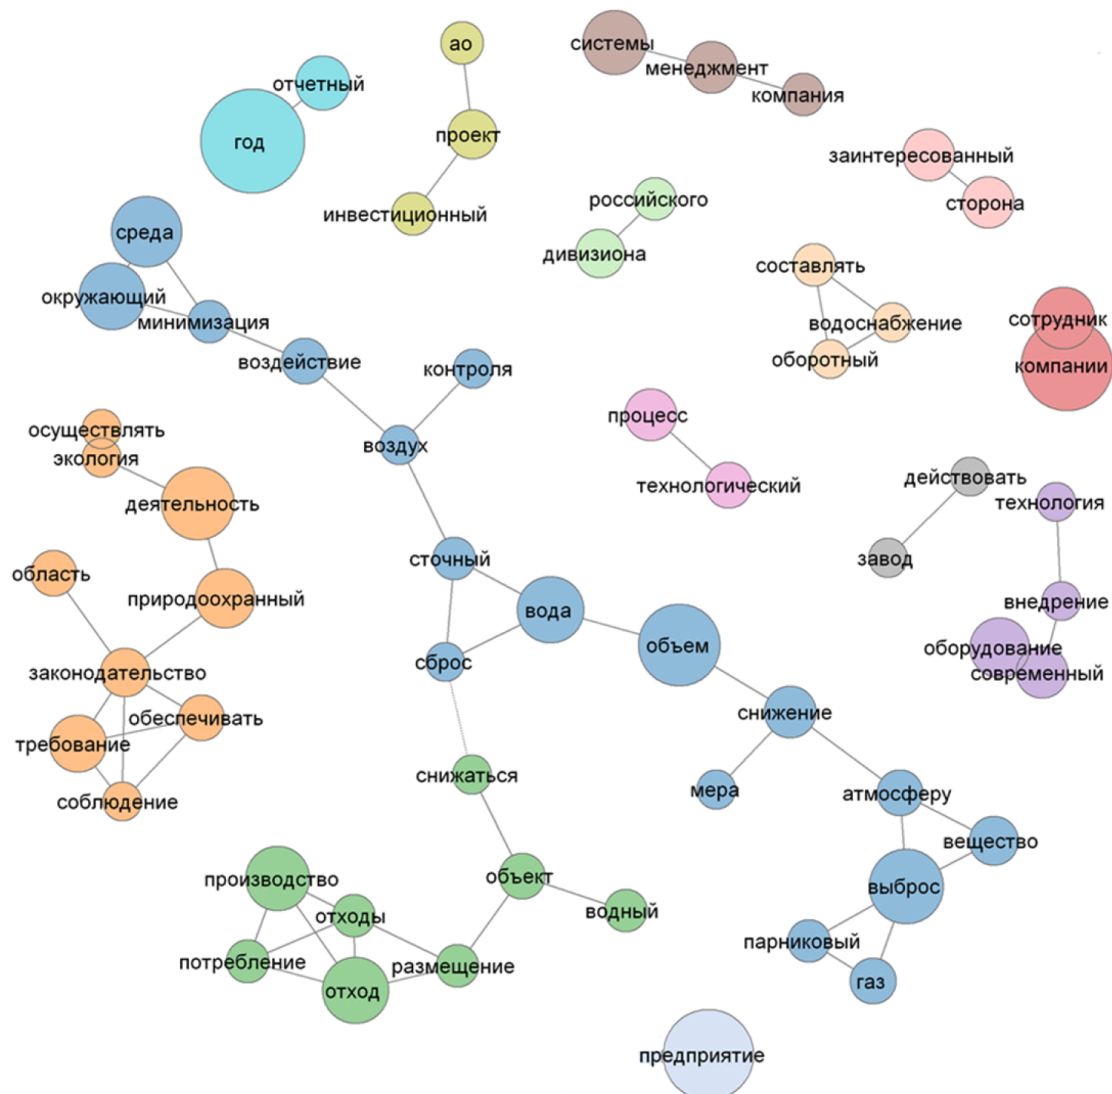 ао
системы
менеджмент
компания
отчетный
год
проект
инвестиционный
заинтересованный
сторона
российского
дивизиона
среда
окружающий
минимизация
воздействие
контроля
воздух
составлять
водоснабжение
оборотный
сотрудник
компании
осуществлять
экология
деятельность
область
природоохранный
законодательство
обеспечивать
требование
соблюдение
процесс
технологический
действовать
завод
технология
внедрение
оборудование
современный
сточный
вода
сброс
объем
снижение
мера
атмосферу
вещество
выброс
парниковый
газ
снижаться
объект
водный
производство
отходы
потребление
отход
размещение
предприятие